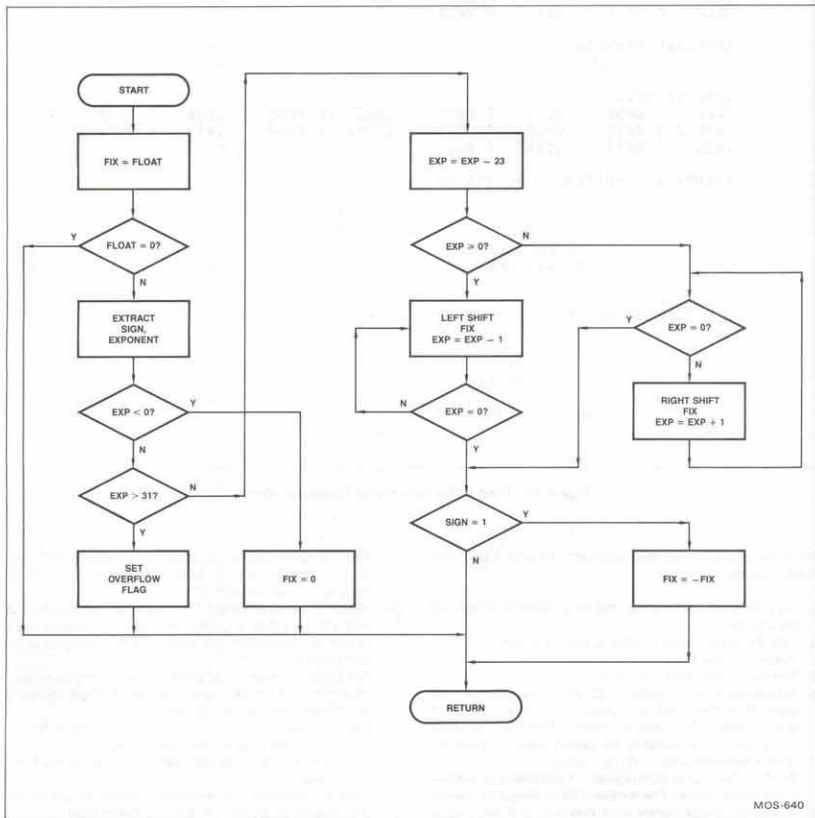 START
FIX = FLOAT
FLOAT = 0?
Y
N
EXTRACT
SIGN,
EXPONENT
EXP < 0?
Y
N
EXP > 31?
N
Y
SET
OVERFLOW
FLAG
FIX = 0
EXP = EXP − 23
EXP ≥ 0?
N
Y
LEFT SHIFT
FIX
EXP = EXP − 1
EXP = 0?
N
Y
EXP = 0?
Y
N
RIGHT SHIFT
FIX
EXP = EXP + 1
SIGN = 1
Y
N
FIX = −FIX
RETURN
MOS-640